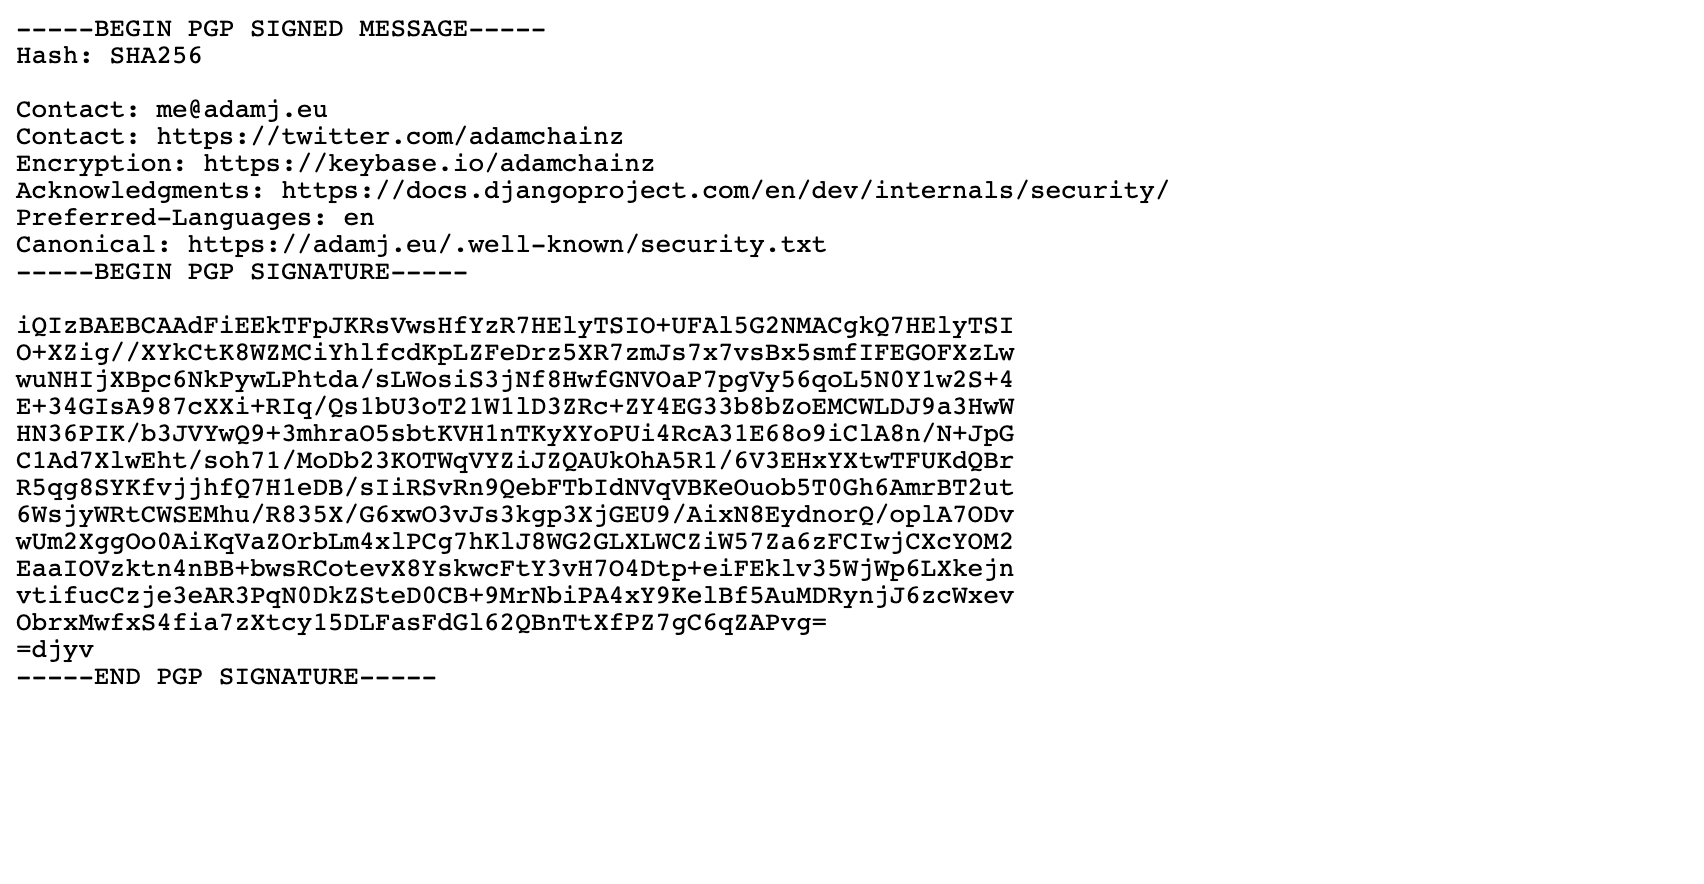 -----BEGIN PGP SIGNED MESSAGE-----
Hash: SHA256

Contact: me@adamj.eu
Contact: https://twitter.com/adamchainz
Encryption: https://keybase.io/adamchainz
Acknowledgments: https://docs.djangoproject.com/en/dev/internals/security/
Preferred-Languages: en
Canonical: https://adamj.eu/.well-known/security.txt
-----BEGIN PGP SIGNATURE-----

iQIzBAEBCAAdFiEEkTFpJKRsVwsHfYzR7HElyTSIO+UFAl5G2NMACgkQ7HElyTSI
O+XZig//XYkCtK8WZMCiYhlfcdKpLZFeDrz5XR7zmJs7x7vsBx5smfIFEGOFXzLw
wuNHIjXBpc6NkPywLPhtda/sLWosiS3jNf8HwfGNVOaP7pgVy56qoL5N0Y1w2S+4
E+34GIsA987cXXi+RIq/Qs1bU3oT21W1lD3ZRc+ZY4EG33b8bZoEMCWLDJ9a3HwW
HN36PIK/b3JVYwQ9+3mhraO5sbtKVH1nTKyXYoPUi4RcA31E68o9iClA8n/N+JpG
C1Ad7XlwEht/soh71/MoDb23KOTWqVYZiJZQAUkOhA5R1/6V3EHxYXtwTFUKdQBr
R5qg8SYKfvjjhfQ7H1eDB/sIiRSvRn9QebFTbIdNVqVBKeOuob5T0Gh6AmrBT2ut
6WsjyWRtCWSEMhu/R835X/G6xwO3vJs3kgp3XjGEU9/AixN8EydnorQ/oplA7ODv
wUm2XggOo0AiKqVaZOrbLm4xlPCg7hKlJ8WG2GLXLWCZiW57Za6zFCIwjCXcYOM2
EaaIOVzktn4nBB+bwsRCotevX8YskwcFtY3vH7O4Dtp+eiFEklv35WjWp6LXkejn
vtifucCzje3eAR3PqN0DkZSteD0CB+9MrNbiPA4xY9KelBf5AuMDRynjJ6zcWxev
ObrxMwfxS4fia7zXtcy15DLFasFdGl62QBnTtXfPZ7gC6qZAPvg=
=djyv
-----END PGP SIGNATURE-----